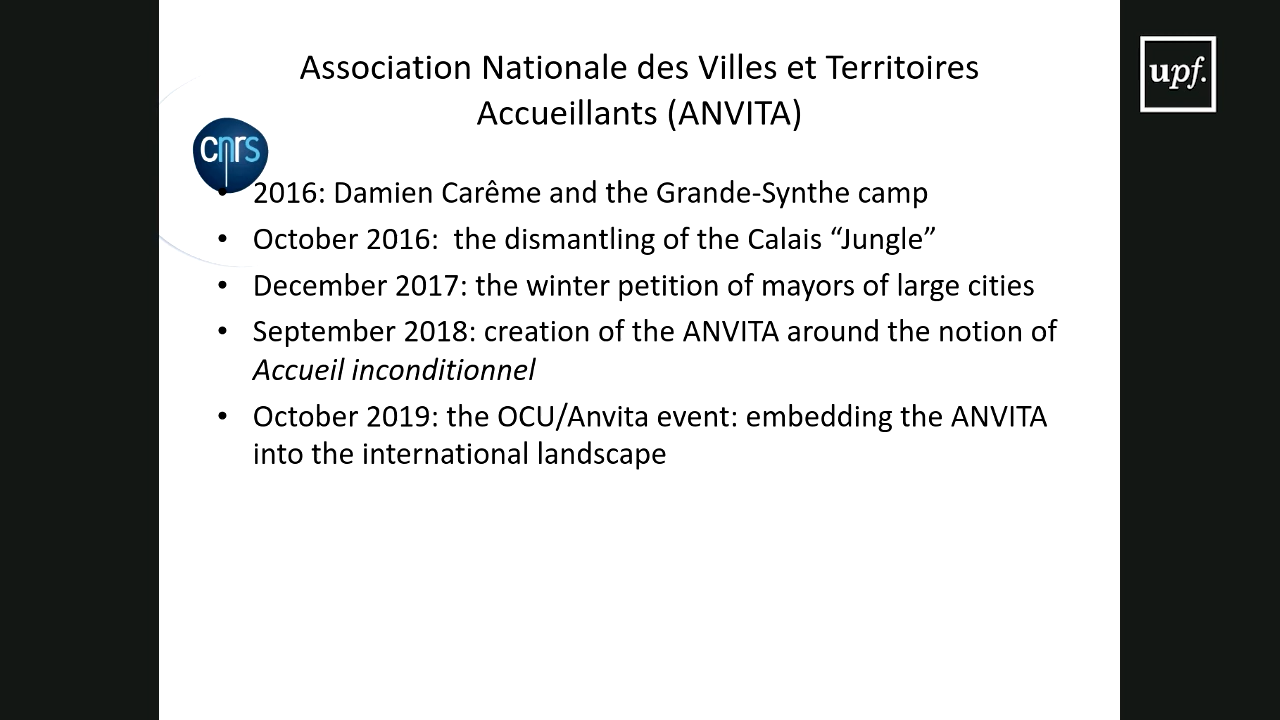 Association Nationale des Villes et Territoires
Accueillants (ANVITA)
upf.
cnrs
• 2016: Damien Carême and the Grande-Synthe camp
• October 2016:  the dismantling of the Calais “Jungle”
• December 2017: the winter petition of mayors of large cities
• September 2018: creation of the ANVITA around the notion of
Accueil inconditionnel
• October 2019: the OCU/Anvita event: embedding the ANVITA
into the international landscape